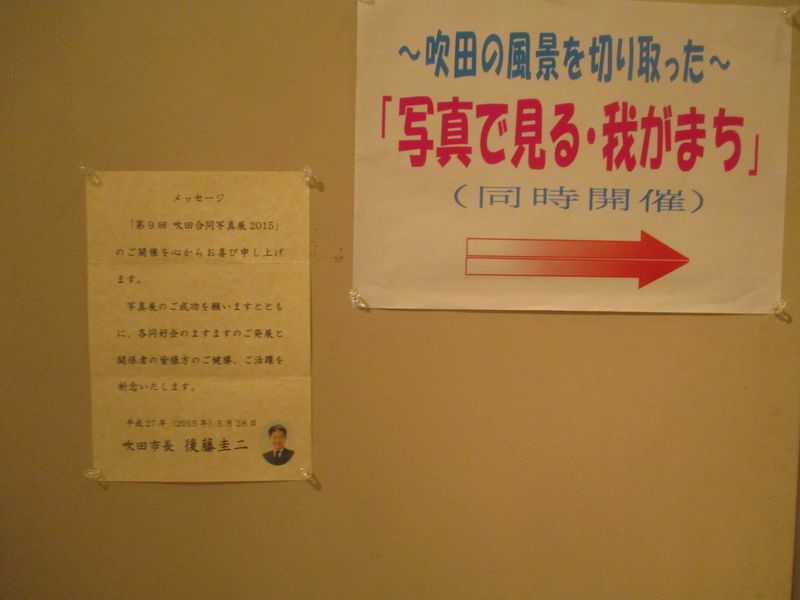 ～吹田の風景を切り取った～
「写真で見る・我がまち」
（同時開催）
メッセージ
「第９回 吹田合同写真展2015」
のご開催を心からお喜び申し上げ
ます。
写真展のご成功を願いますととも
に、各同好会のますますのご発展と
関係者の皆様方のご健勝、ご活躍を
祈念いたします。
平成27年（2015年）５月28日
吹田市長 後藤圭二